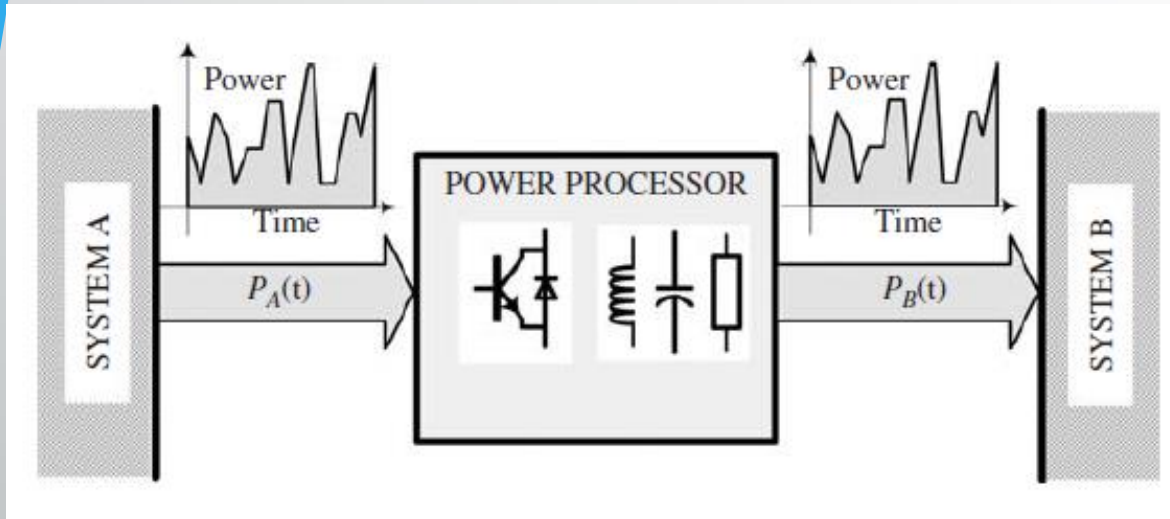 Power
Time
SYSTEM A
P_A(t)
POWER PROCESSOR
Power
Time
P_B(t)
SYSTEM B